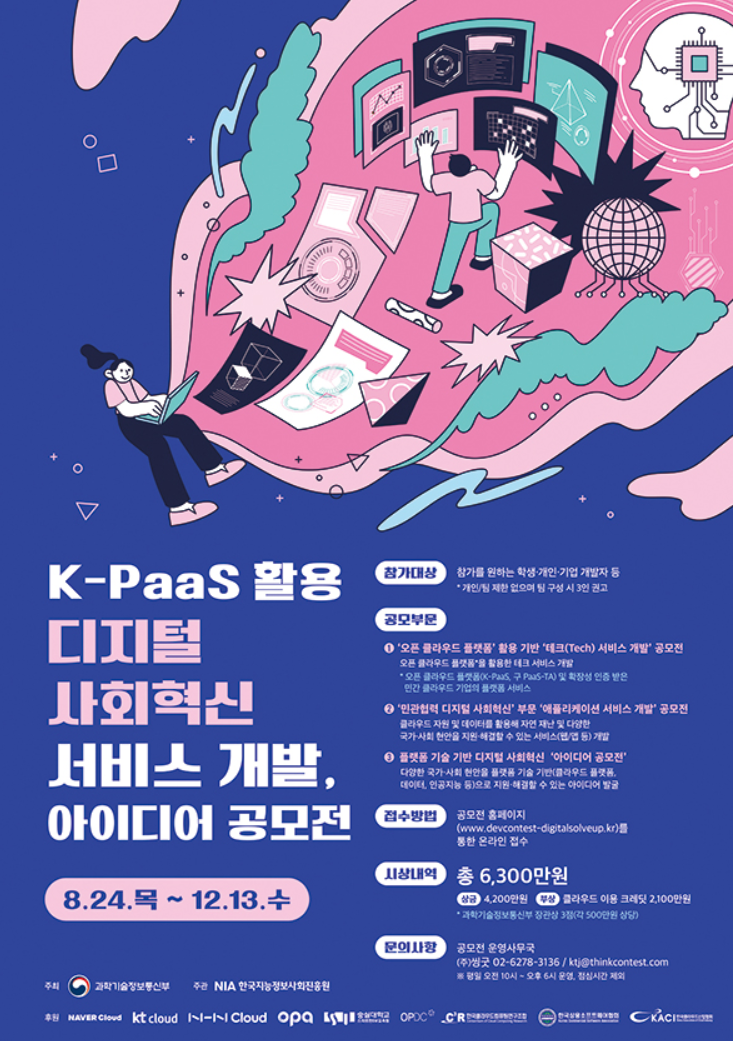 K-PaaS 활용
디지털
사회혁신
서비스 개발,
아이디어 공모전
8.24.목 ~ 12.13.수
참가대상
참가를 원하는 학생·개인·기업 개발자 등
* 개인/팀 제한 없으며 팀 구성 시 3인 권고
공모부문
❶ '오픈 클라우드 플랫폼' 활용 기반 '테크(Tech) 서비스 개발' 공모전
오픈 클라우드 플랫폼*을 활용한 테크 서비스 개발
* 오픈 클라우드 플랫폼(K-PaaS, 구 PaaS-TA) 및 확장성 인증 받은
민간 클라우드 기업의 플랫폼 서비스
❷ '민관협력 디지털 사회혁신' 부문 '애플리케이션 서비스 개발' 공모전
클라우드 자원 및 데이터를 활용해 자연 재난 및 다양한
국가·사회 현안을 지원·해결할 수 있는 서비스(웹/앱 등) 개발
❸ 플랫폼 기술 기반 디지털 사회혁신 '아이디어 공모전'
다양한 국가·사회 현안을 플랫폼 기술 기반(클라우드 플랫폼,
데이터, 인공지능 등)으로 지원·해결할 수 있는 아이디어 발굴
접수방법
공모전 홈페이지
(www.devcontest-digitalsolveup.kr)를
통한 온라인 접수
시상내역
총 6,300만원
상금 4,200만원 부상 클라우드 이용 크레딧 2,100만원
* 과학기술정보통신부 장관상 3점(각 500만원 상당)
문의사항
공모전 운영사무국
(주)씽굿 02-6278-3136 / ktj@thinkcontest.com
※ 평일 오전 10시 ~ 오후 6시 운영, 점심시간 제외
주최 과학기술정보통신부 주관 NIA 한국지능정보사회진흥원
후원 NAVER Cloud kt cloud NHN Cloud opa 숭실대학교 OPDC 한국클라우드컴퓨팅연구조합 한국상용소프트웨어협회 KACI